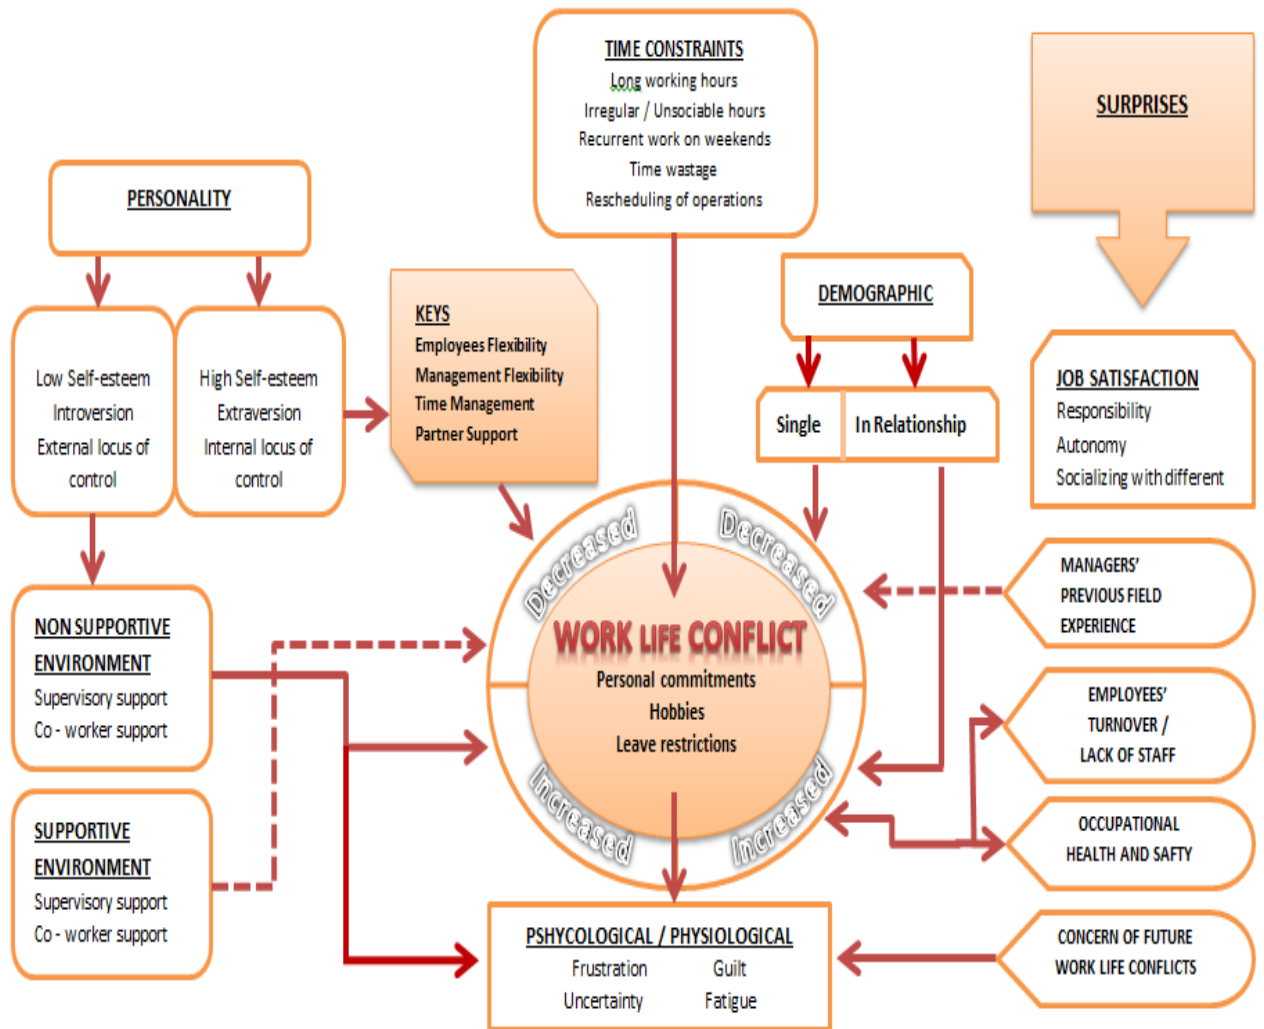 TIME CONSTRAINTS
Long working hours
Irregular / Unsociable hours
Recurrent work on weekends
Time wastage
Rescheduling of operations
SURPRISES
PERSONALITY
Low Self-esteem
Introversion
External locus of
control
High Self-esteem
Extraversion
Internal locus of
control
KEYS
Employees Flexibility
Management Flexibility
Time Management
Partner Support
DEMOGRAPHIC
Single
In Relationship
JOB SATISFACTION
Responsibility
Autonomy
Socializing with different
Decreased
Decreased
WORK LIFE CONFLICT
Personal commitments
Hobbies
Leave restrictions
Increased
Increased
NON SUPPORTIVE
ENVIRONMENT
Supervisory support
Co - worker support
SUPPORTIVE
ENVIRONMENT
Supervisory support
Co - worker support
MANAGERS'
PREVIOUS FIELD
EXPERIENCE
EMPLOYEES'
TURNOVER /
LACK OF STAFF
OCCUPATIONAL
HEALTH AND SAFTY
CONCERN OF FUTURE
WORK LIFE CONFLICTS
PSHYCOLOGICAL / PHYSIOLOGICAL
Frustration Guilt
Uncertainty Fatigue